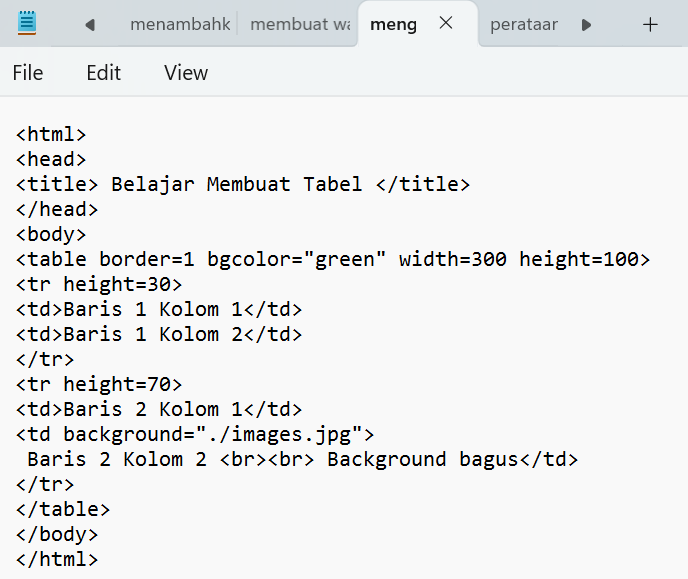 menambahk membuat wa meng perataar
File Edit View
<html>
<head>
<title> Belajar Membuat Tabel </title>
</head>
<body>
<table border=1 bgcolor="green" width=300 height=100>
<tr height=30>
<td>Baris 1 Kolom 1</td>
<td>Baris 1 Kolom 2</td>
</tr>
<tr height=70>
<td>Baris 2 Kolom 1</td>
<td background="./images.jpg">
 Baris 2 Kolom 2 <br><br> Background bagus</td>
</tr>
</table>
</body>
</html>